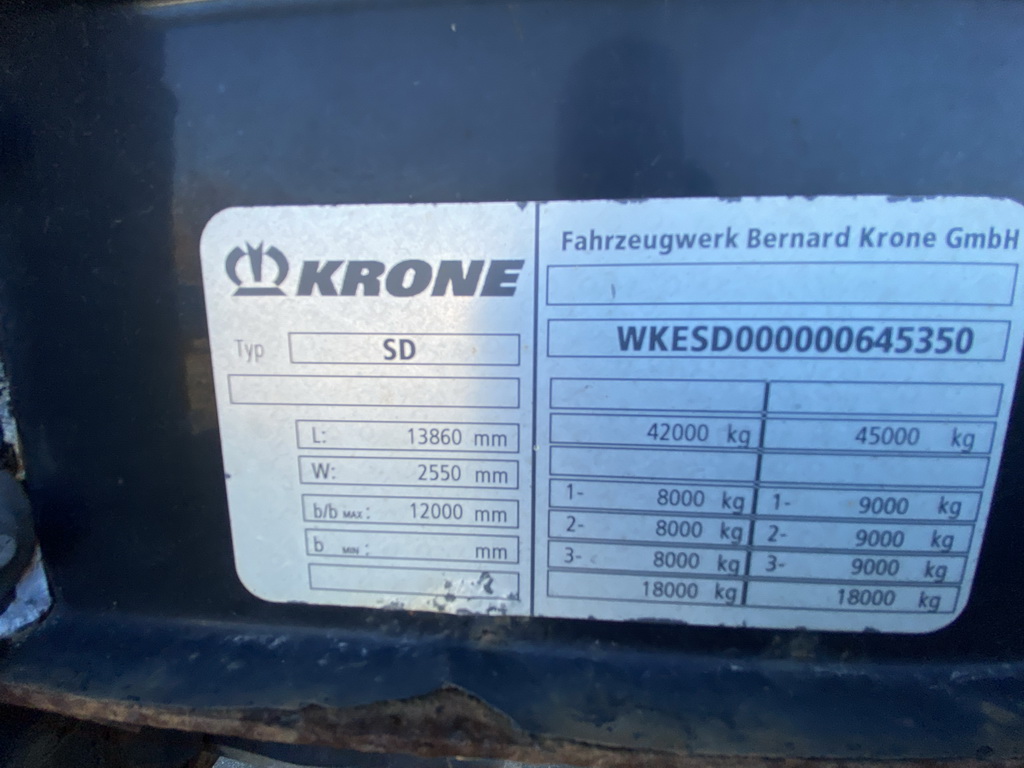 KRONE
Typ SD
L: 13860 mm
W: 2550 mm
b/b MAX: 12000 mm
b MIN: mm
Fahrzeugwerk Bernard Krone GmbH
WKESD000000645350
42000 kg 45000 kg
1- 8000 kg 1- 9000 kg
2- 8000 kg 2- 9000 kg
3- 8000 kg 3- 9000 kg
18000 kg 18000 kg